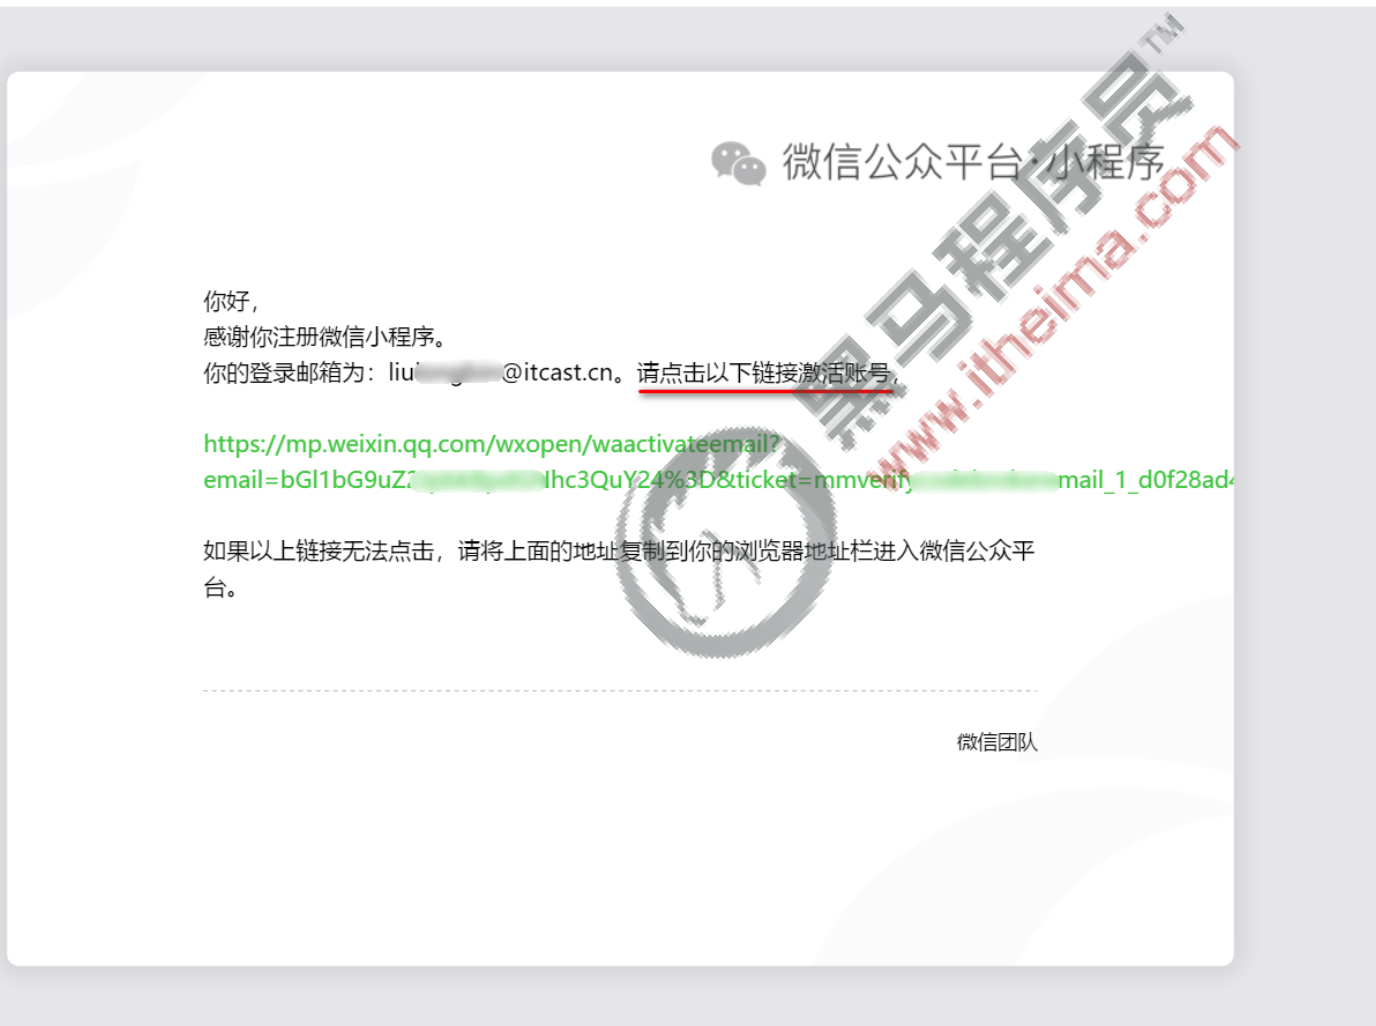 微信公众平台·小程序
黑马程序员™
www.itheima.com
你好，
感谢你注册微信小程序。
你的登录邮箱为：liu @itcast.cn。请点击以下链接激活账号，
https://mp.weixin.qq.com/wxopen/waactivateemail?
email=bGl1bG9uZ2 lhc3QuY24%3D&ticket=mmverify mail_1_d0f28ad4
如果以上链接无法点击，请将上面的地址复制到你的浏览器地址栏进入微信公众平
台。
微信团队